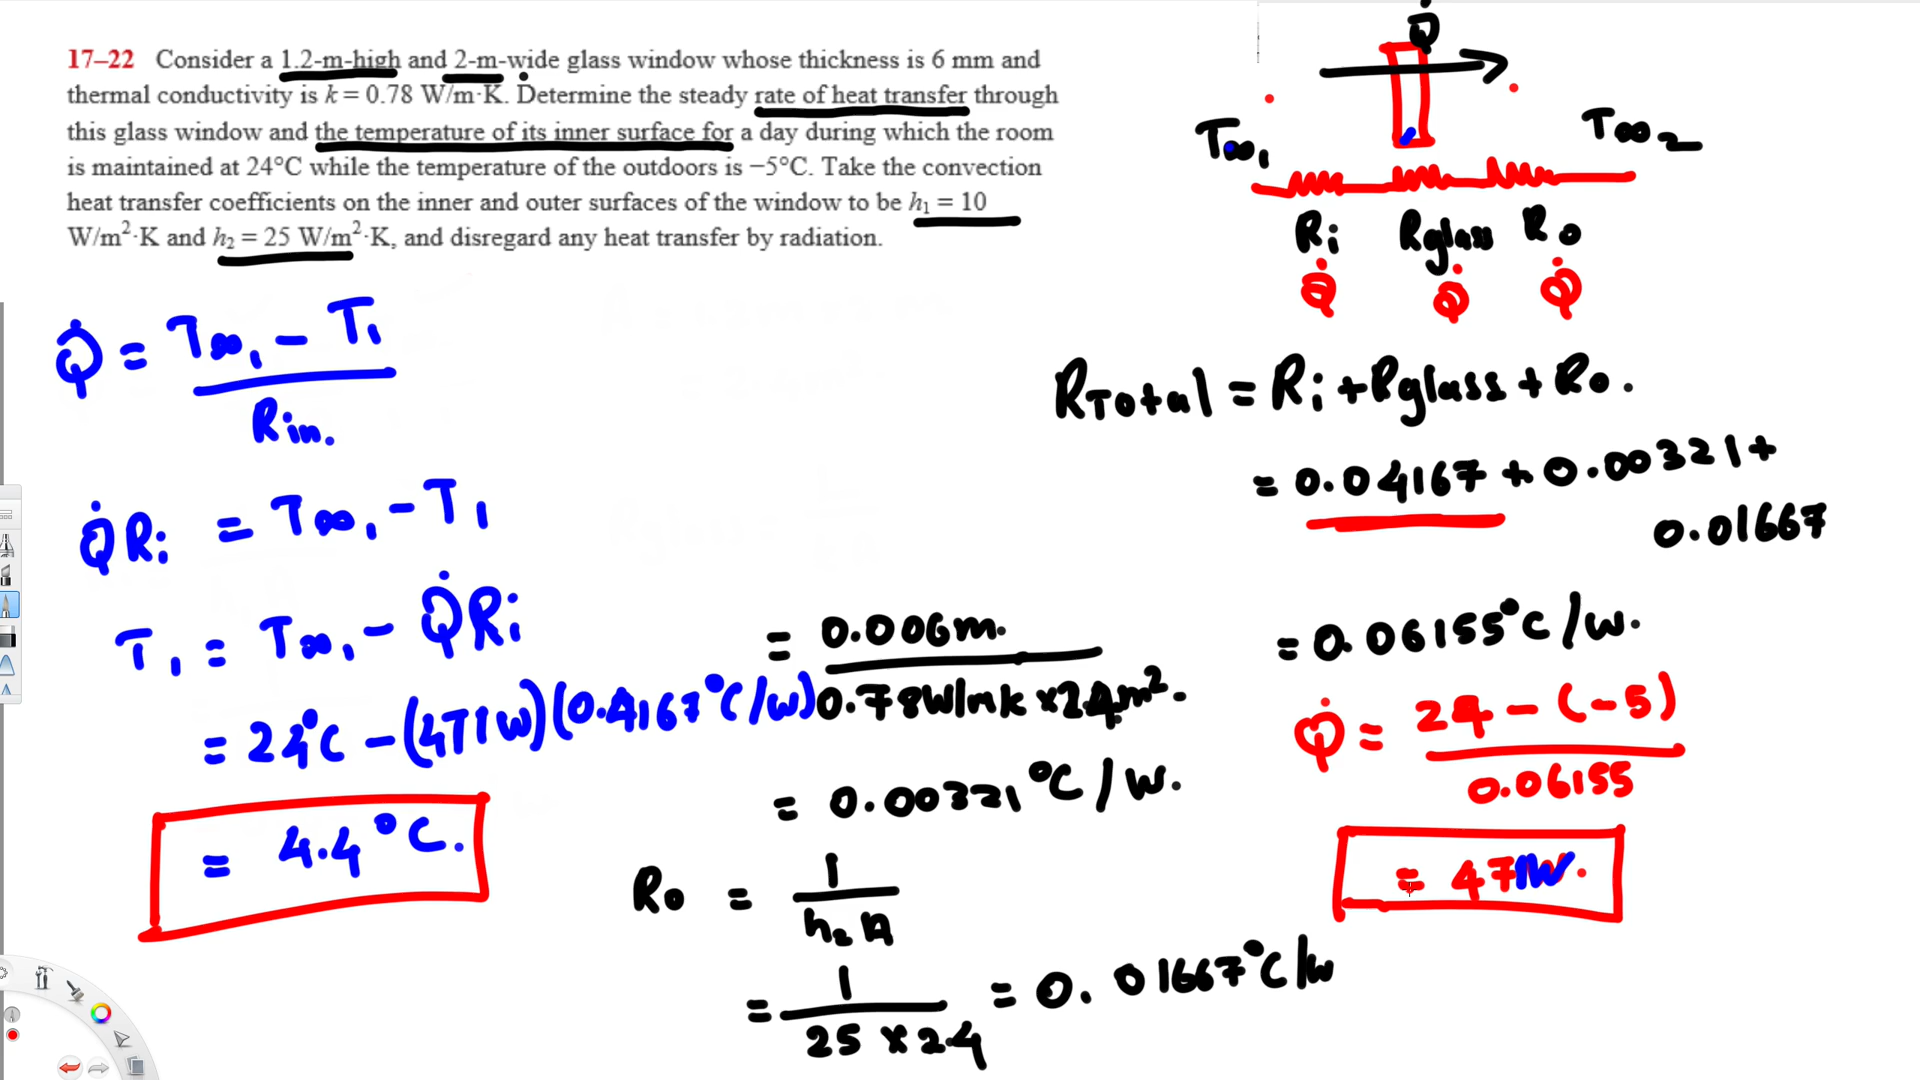 17–22 Consider a 1.2-m-high and 2-m-wide glass window whose thickness is 6 mm and
thermal conductivity is k = 0.78 W/m·K. Determine the steady rate of heat transfer through
this glass window and the temperature of its inner surface for a day during which the room
is maintained at 24°C while the temperature of the outdoors is −5°C. Take the convection
heat transfer coefficients on the inner and outer surfaces of the window to be h₁ = 10
W/m²·K and h₂ = 25 W/m²·K, and disregard any heat transfer by radiation.
Q̇
T∞₁
T∞₂
Ri Rglass Ro
Q̇ Q̇ Q̇
RTotal = Ri + Rglass + Ro.
= 0.04167 + 0.00321 +
0.01667
= 0.06155°C/W.
Q̇ = 24 − (−5)
0.06155
= 471W.
Q̇ = T∞₁ − T₁
Rin.
Q̇Ri = T∞₁ − T₁
T₁ = T∞₁ − Q̇Ri
= 24°C − (471W)(0.4167°C/W)
= 4.4°C.
= 0.006m.
0.78W/mk × 2.4m².
= 0.00321°C/W.
Ro = 1
h₂A
= 1
25 × 2.4
= 0.01667°C/W